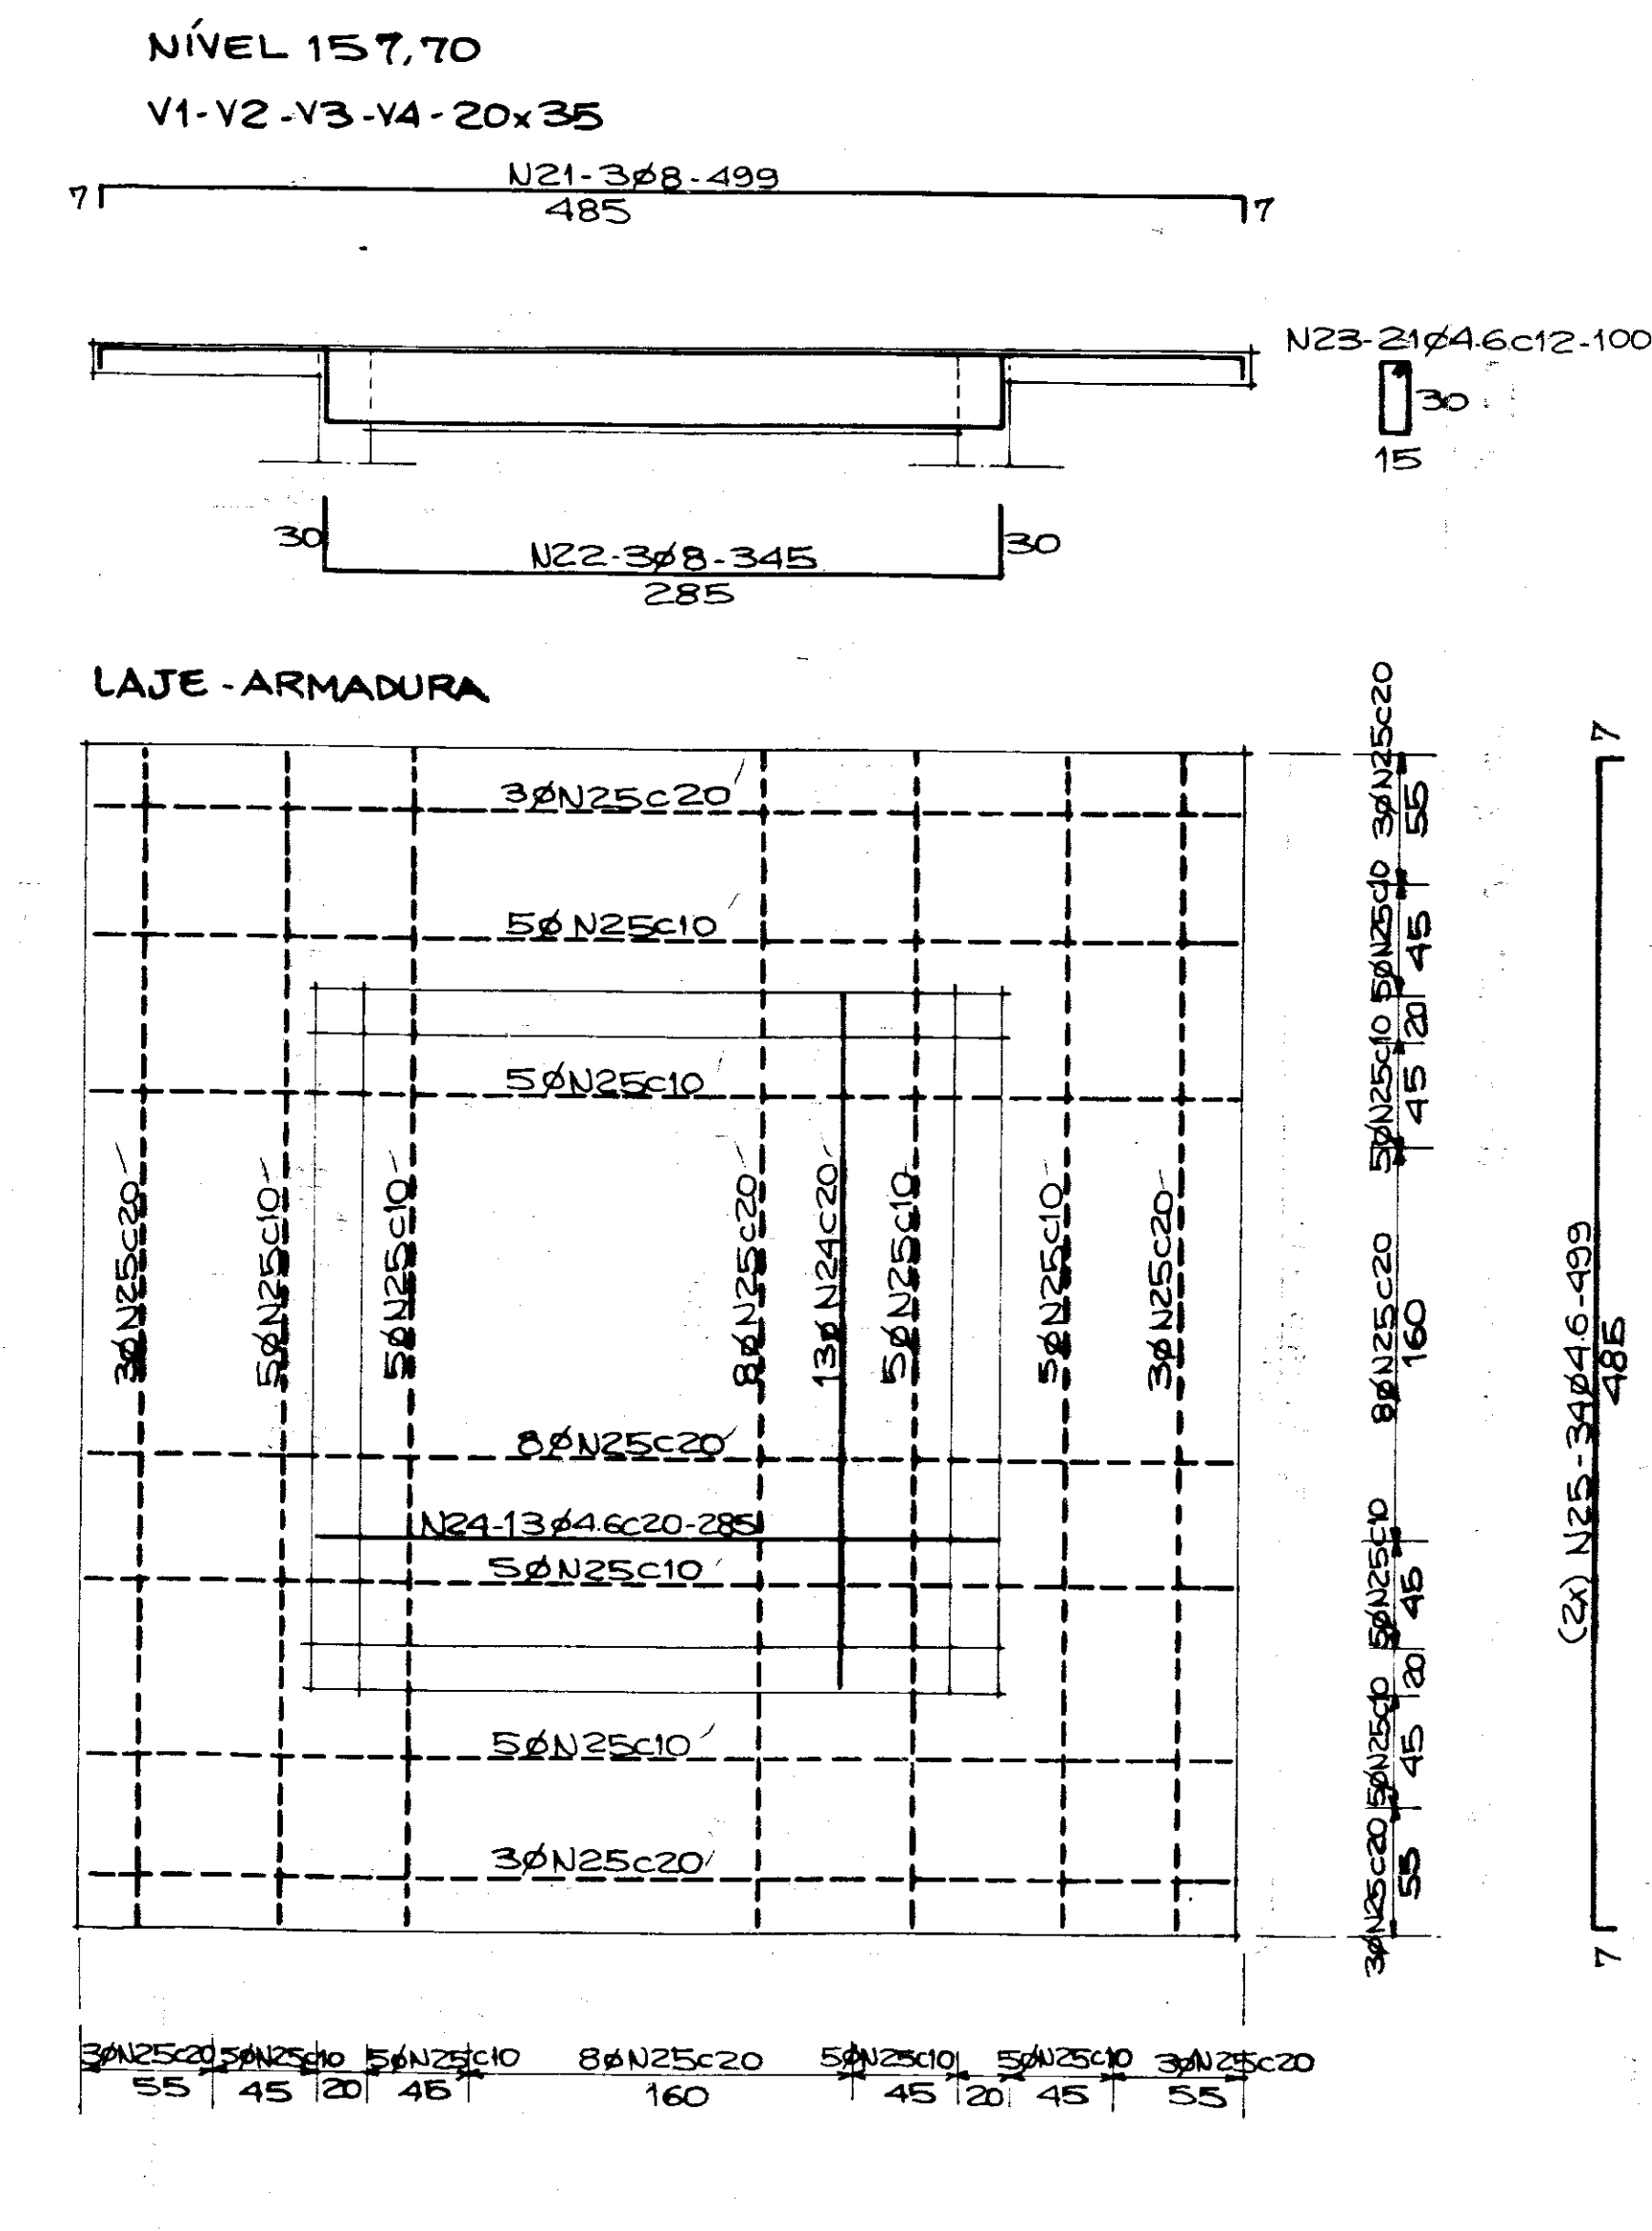 NÍVEL 157,70
V1-V2-V3-V4-20x35
N21-3ø8-499
7
485
7
N23-21ø4.6c12-100
30
15
30
N22-3ø8-345
30
285
LAJE-ARMADURA
3øN25c20
5øN25c10
5øN25c10
3øN25c20
5øN25c10
5øN25c10
8øN25c20
13øN24c20
5øN25c10
5øN25c10
3øN25c20
8øN25c20
N24-13ø4.6c20-285
5øN25c10
5øN25c10
3øN25c20
3øN25c20
55
5øN25c10
45
20
5øN25c10
45
8øN25c20
160
5øN25c10
45
20
5øN25c10
45
3øN25c20
55
7
(2x) N25-34ø4.6-499
485
7
3øN25c20 5øN25c10 5øN25c10 8øN25c20 5øN25c10 5øN25c10 3øN25c20
55 45 20 45 160 45 20 45 55